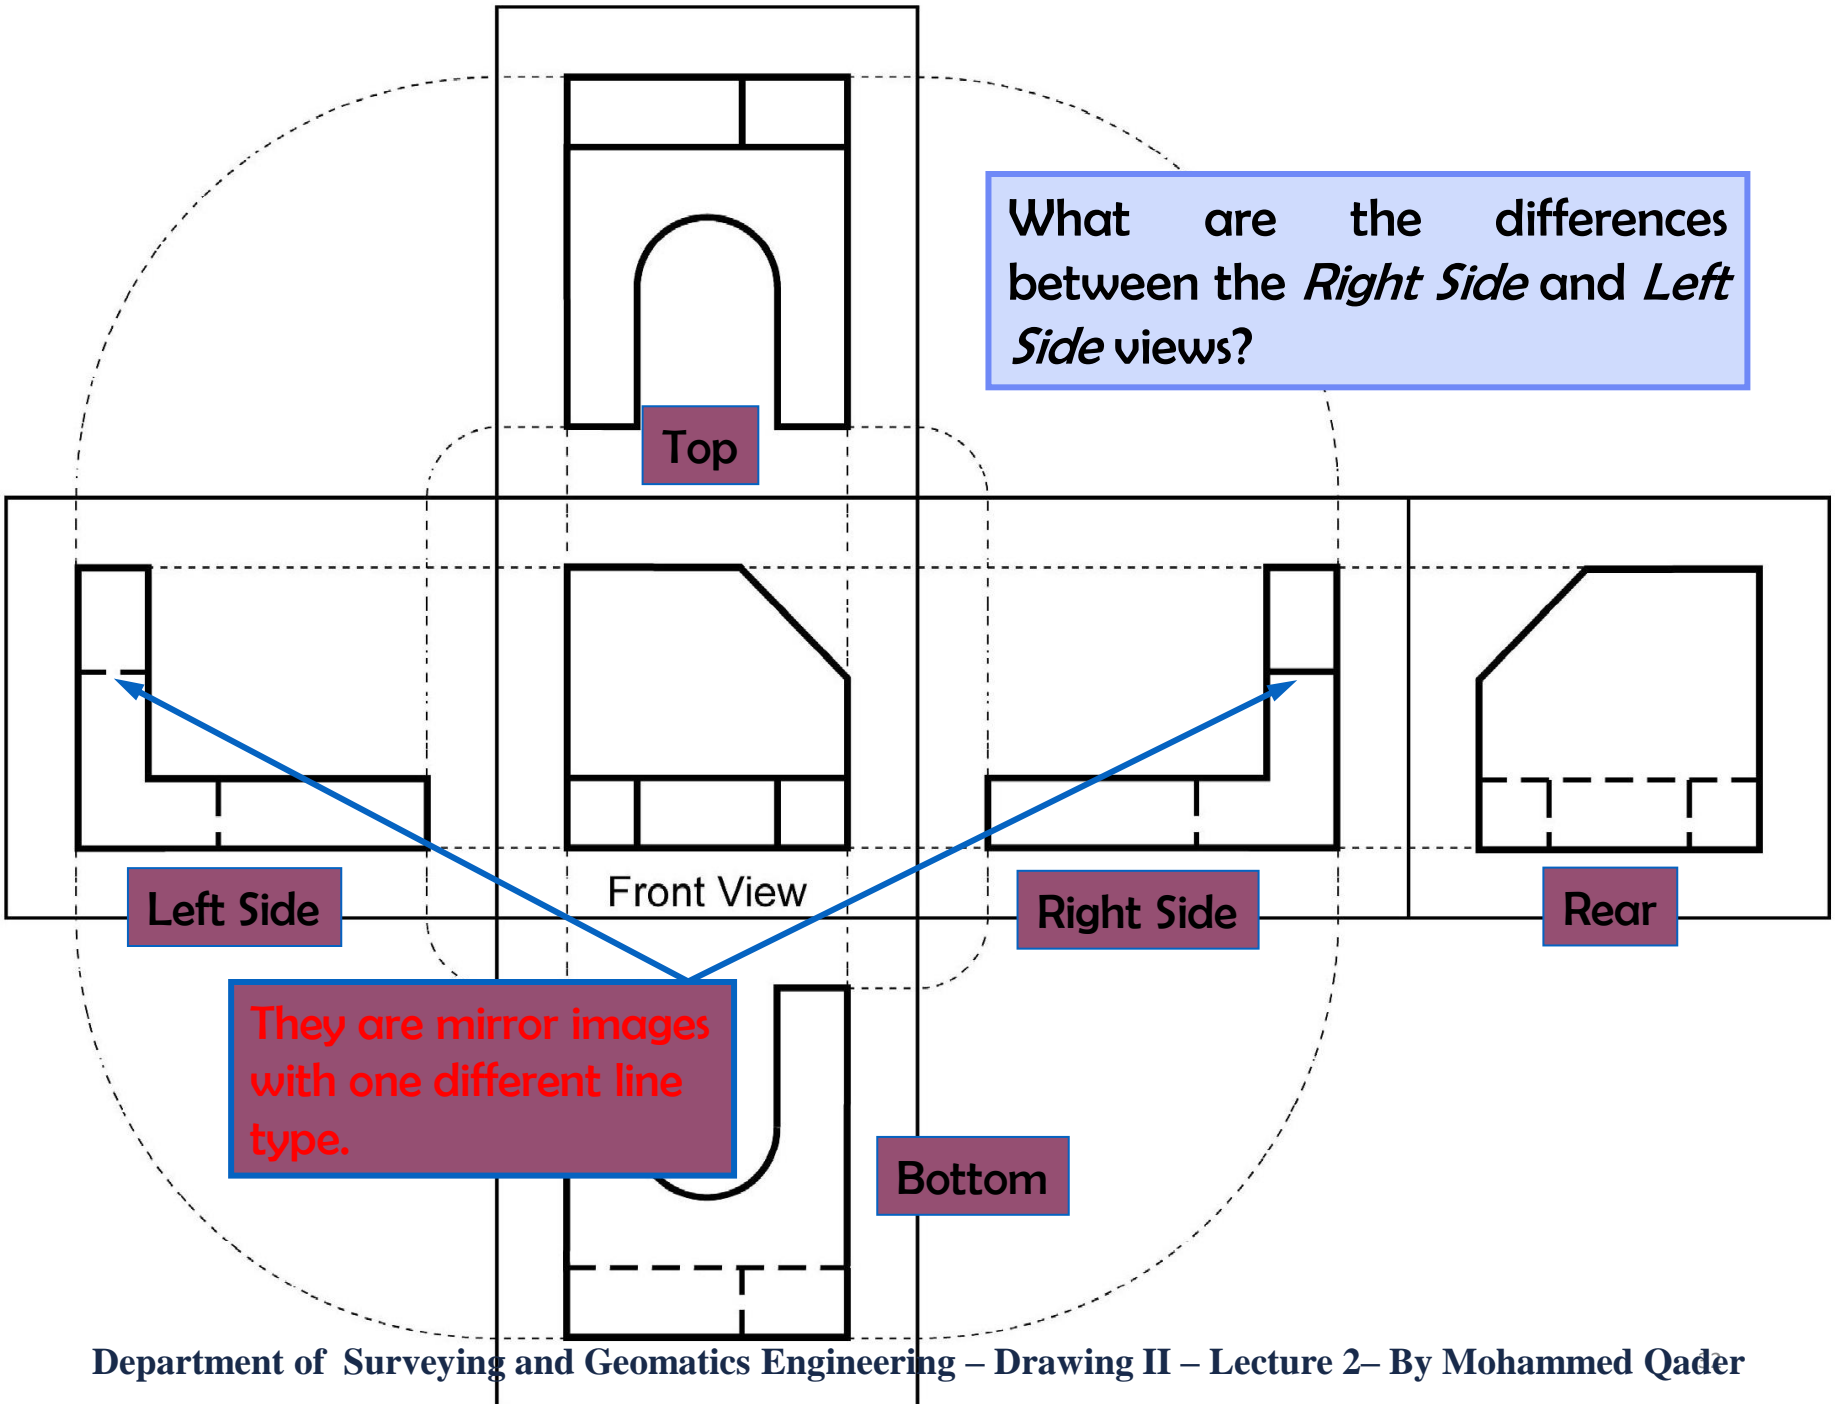 What are the differences
between the Right Side and Left
Side views?
Top
Left Side
Front View
Right Side
Rear
They are mirror images
with one different line
type.
Bottom
Department of Surveying and Geomatics Engineering – Drawing II – Lecture 2– By Mohammed Qader